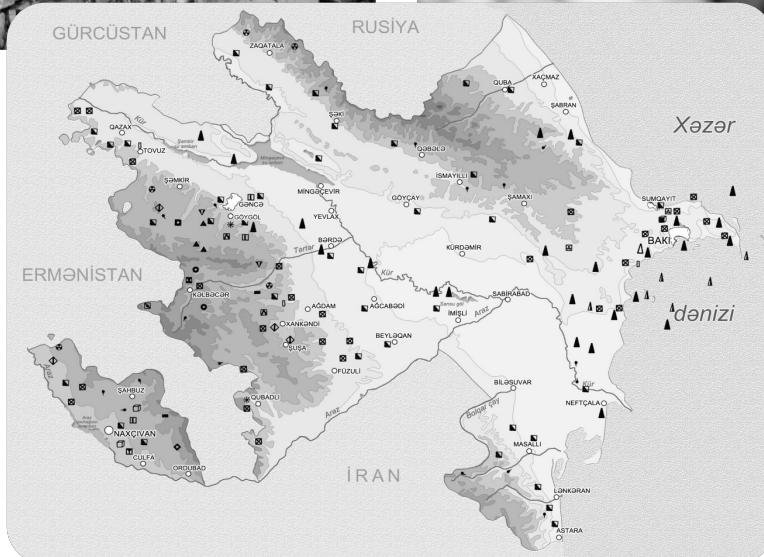 GÜRCÜSTAN
RUSİYA
ZAQATALA
XAÇMAZ
QUBA
ŞABRAN
ŞƏKİ
Xəzər
Kür
QAZAX
TOVUZ
QƏBƏLƏ
ŞƏMKİR
MİNGƏÇEVİR
İSMAYILLI
GƏNCƏ
GÖYGÖL
YEVLAX
GÖYÇAY
ŞAMAXI
SUMQAYIT
BAKI
Tərtər
BƏRDƏ
KÜRDƏMİR
ERMƏNİSTAN
Kür
KƏLBƏCƏR
AĞDAM
AĞCABƏDİ
Sarısu göl
SABİRABAD
İMİŞLİ
Araz
dənizi
XANKƏNDİ
ŞUŞA
BEYLƏQAN
FÜZULİ
Araz
ŞAHBUZ
QUBADLI
Araz
BİLƏSUVAR
Kür
NEFTÇALA
Bolqar çay
NAXÇIVAN
CULFA
ORDUBAD
İRAN
MASALLI
LƏNKƏRAN
ASTARA